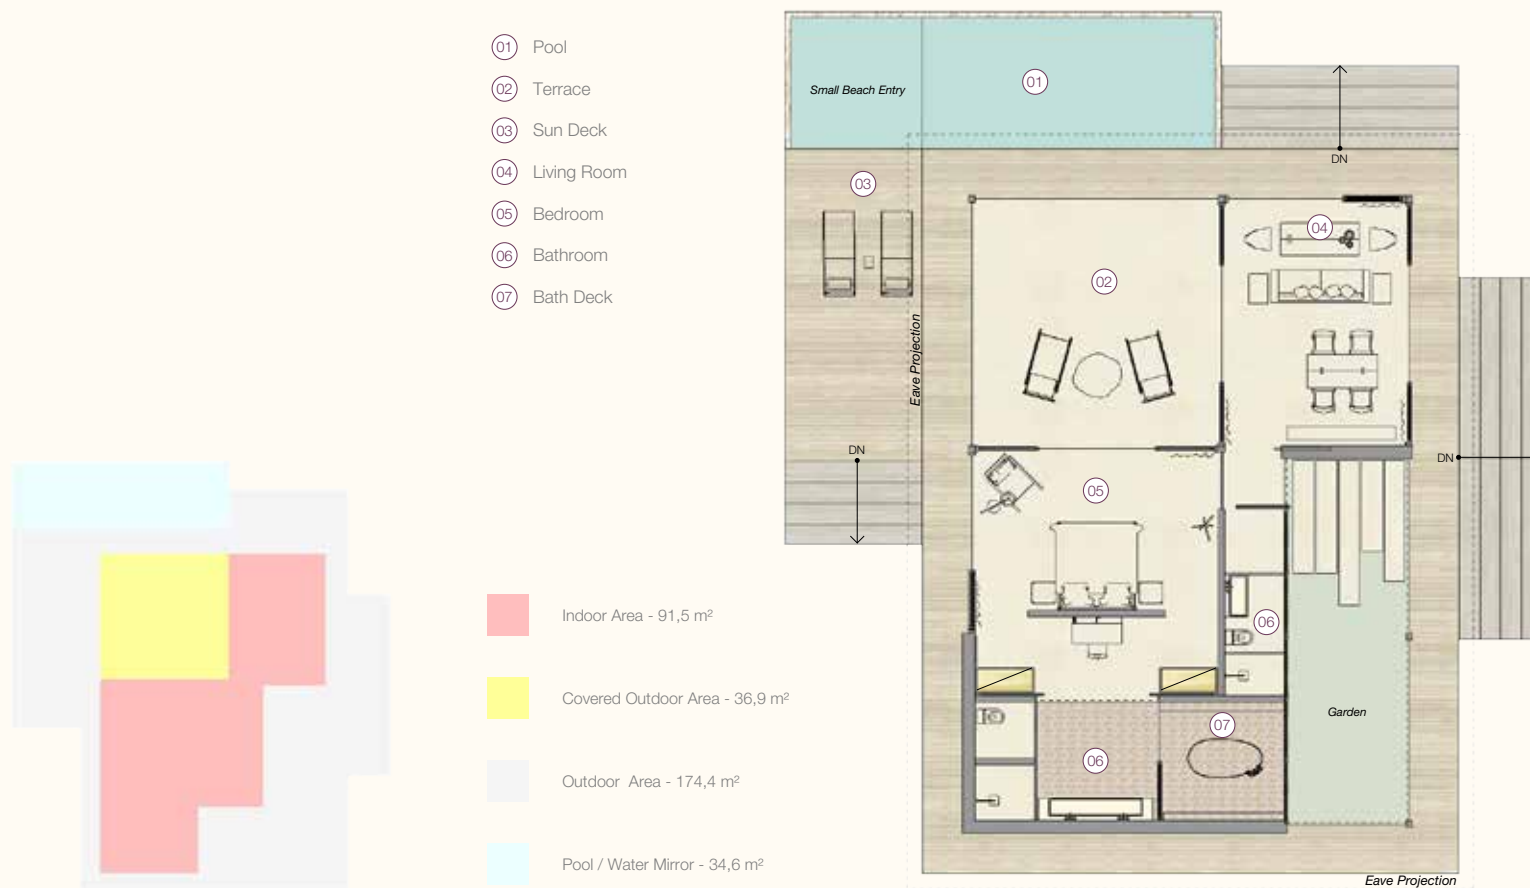 01 Pool
02 Terrace
03 Sun Deck
04 Living Room
05 Bedroom
06 Bathroom
07 Bath Deck
Indoor Area - 91,5 m²
Covered Outdoor Area - 36,9 m²
Outdoor Area - 174,4 m²
Pool / Water Mirror - 34,6 m²
Small Beach Entry
01
DN
03
04
02
Eave Projection
DN
DN
05
06
Garden
07
06
Eave Projection